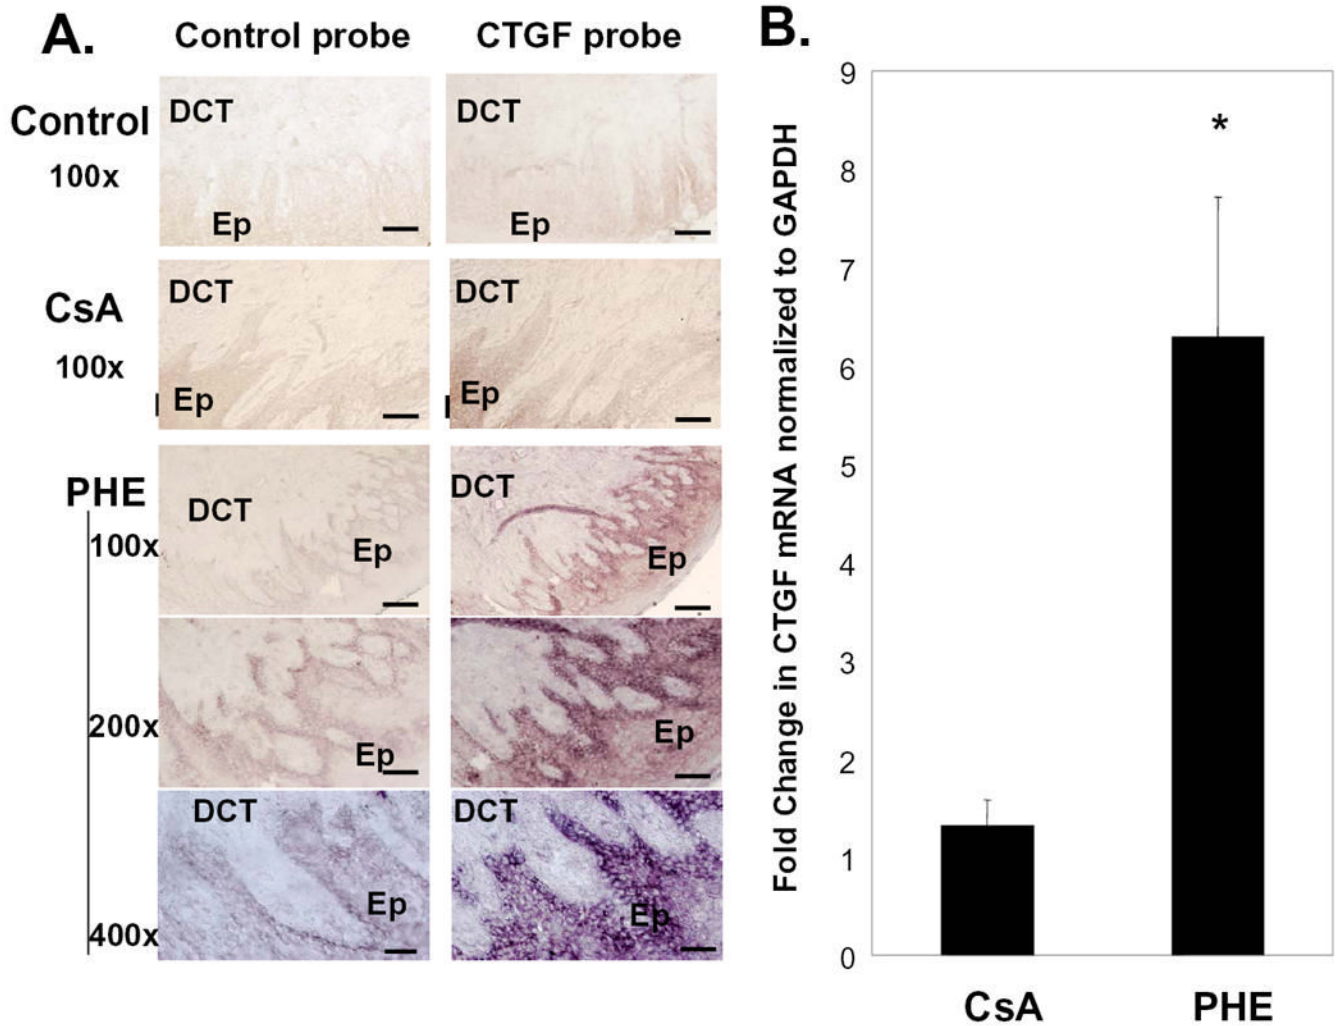 A.
Control probe
CTGF probe
Control
100x
DCT
Ep
DCT
Ep
CsA
100x
DCT
Ep
DCT
Ep
PHE
100x
DCT
Ep
DCT
Ep
200x
Ep
Ep
400x
DCT
Ep
DCT
Ep
B.
Fold Change in CTGF mRNA normalized to GAPDH
9
8
7
6
5
4
3
2
1
0
*
CsA
PHE